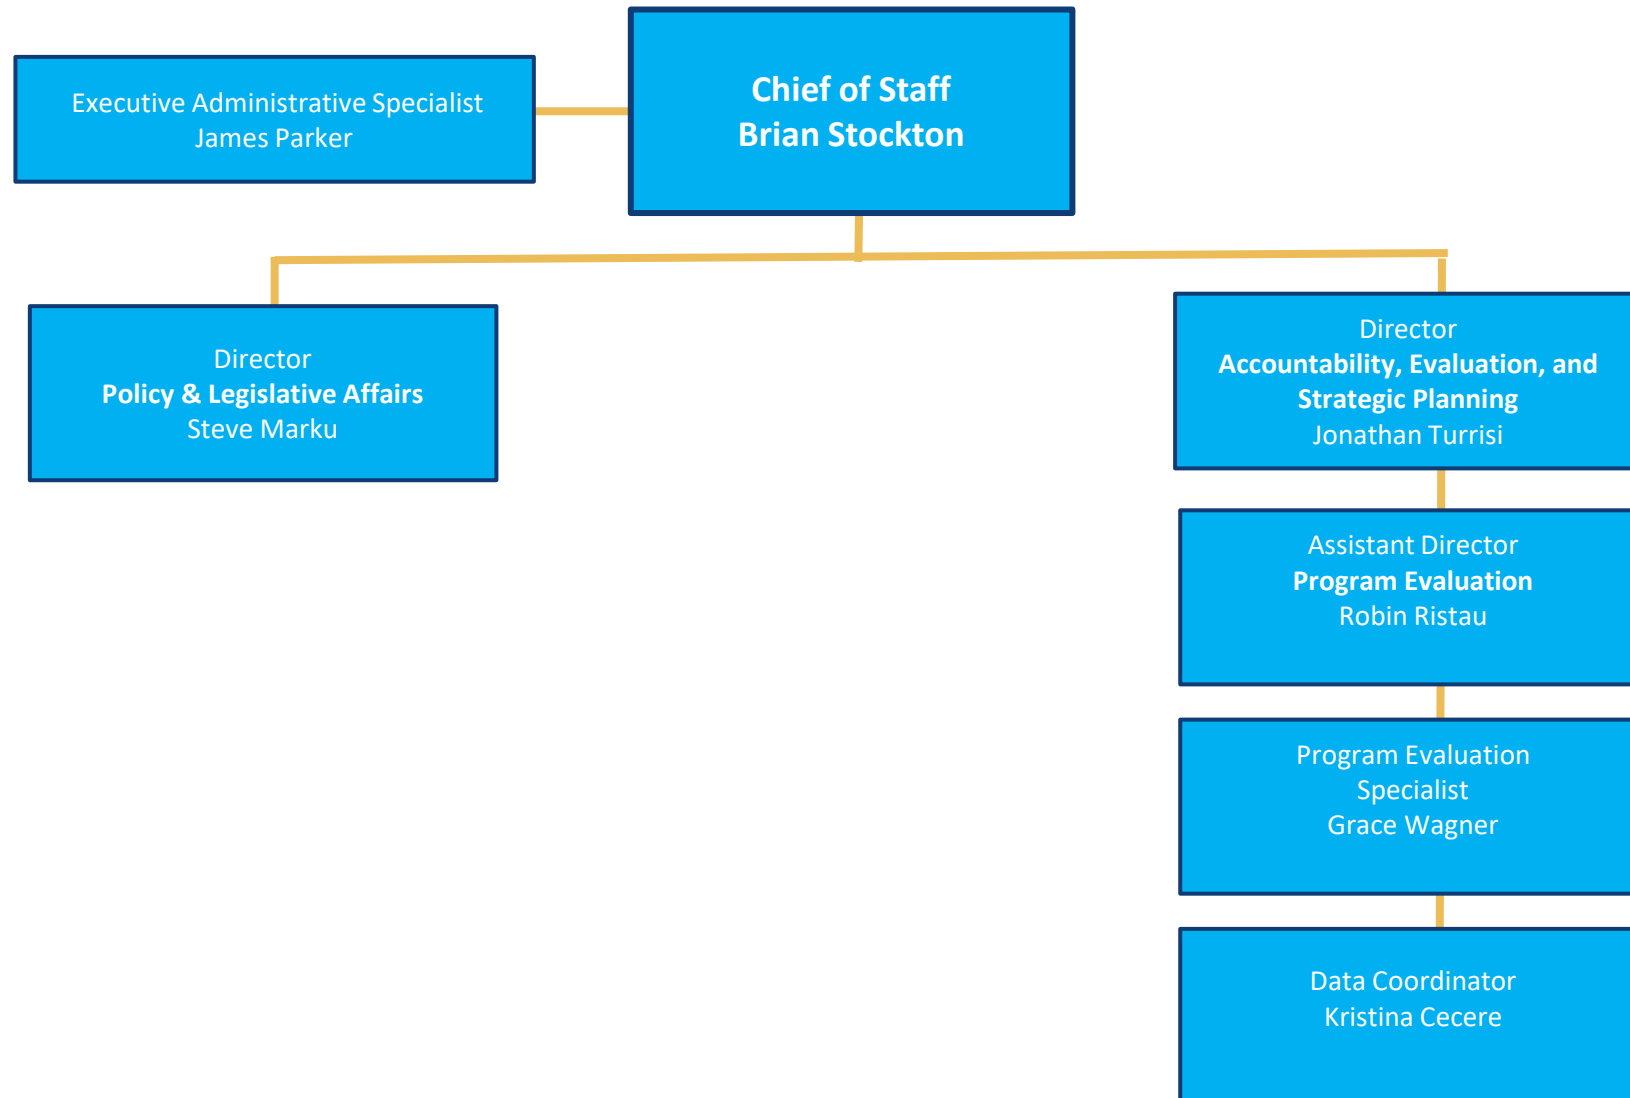 Executive Administrative Specialist
James Parker
Chief of Staff
Brian Stockton
Director
Policy & Legislative Affairs
Steve Marku
Director
Accountability, Evaluation, and
Strategic Planning
Jonathan Turrisi
Assistant Director
Program Evaluation
Robin Ristau
Program Evaluation
Specialist
Grace Wagner
Data Coordinator
Kristina Cecere